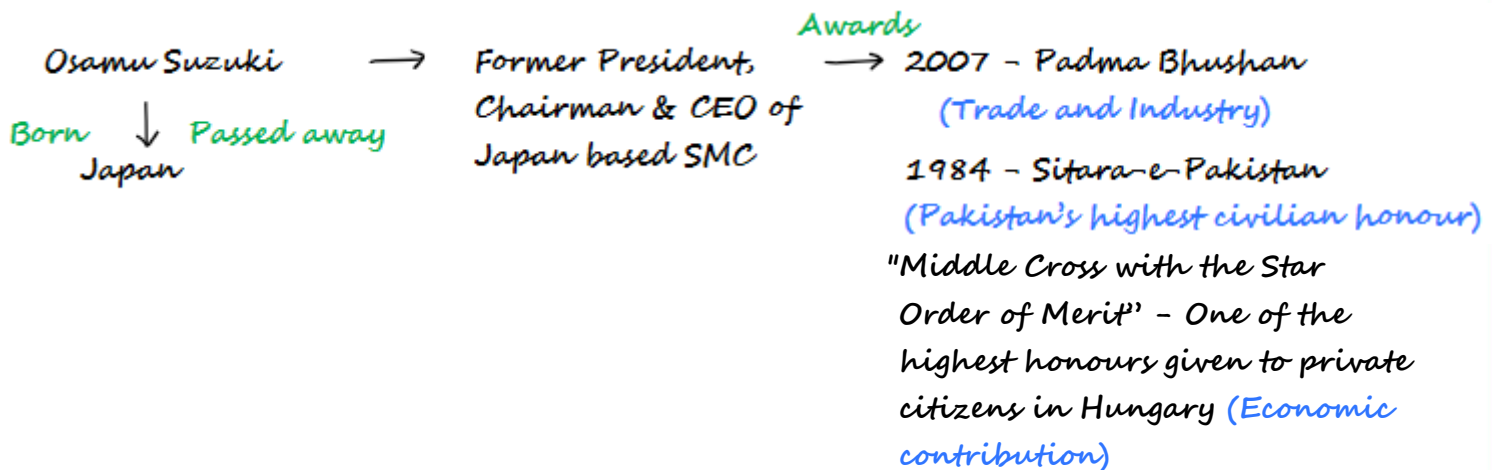 Awards
Osamu Suzuki → Former President, → 2007 - Padma Bhushan
Chairman & CEO of (Trade and Industry)
Born ↓ Passed away Japan based SMC
Japan 1984 - Sitara-e-Pakistan
(Pakistan's highest civilian honour)
"Middle Cross with the Star
Order of Merit” - One of the
highest honours given to private
citizens in Hungary (Economic
contribution)